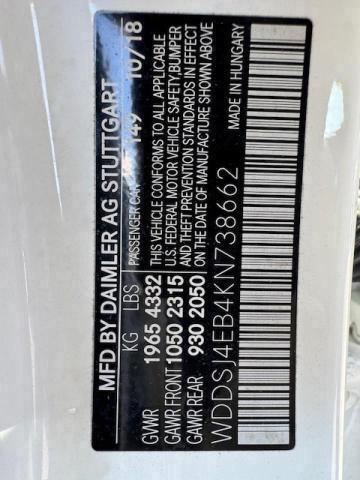 MFD BY DAIMLER AG STUTTGART
PASSENGER CAR 149 10/18
KG LBS
GVWR 1965 4332
GAWR FRONT 1050 2315
GAWR REAR 930 2050
THIS VEHICLE CONFORMS TO ALL APPLICABLE
U.S. FEDERAL MOTOR VEHICLE SAFETY,BUMPER
AND THEFT PREVENTION STANDARDS IN EFFECT
ON THE DATE OF MANUFACTURE SHOWN ABOVE
WDDSJ4EB4KN738662
MADE IN HUNGARY